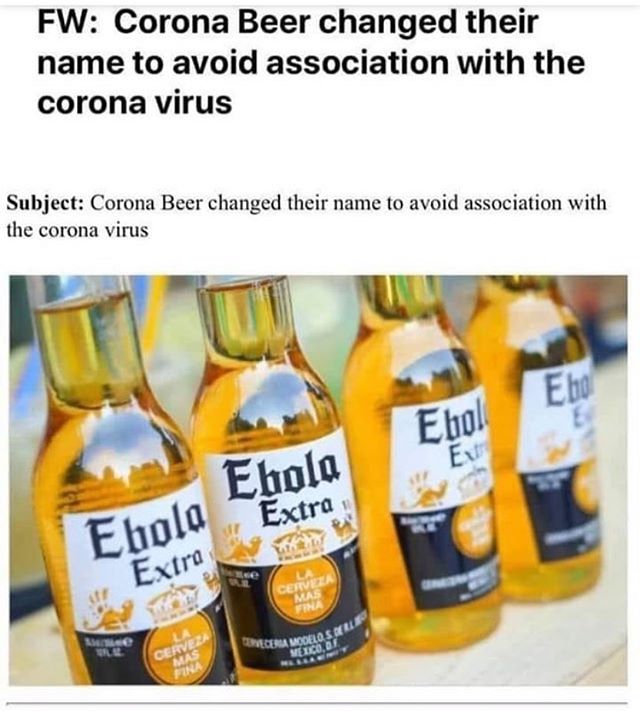 FW: Corona Beer changed their
name to avoid association with the
corona virus
Subject: Corona Beer changed their name to avoid association with
the corona virus
Ebola
Extra
LA
CERVEZA
MAS
FINA
Ebola
Extra
LA
CERVEZA
MAS
FINA
CERVECERIA MODELO, S. DE R.L.
MEXICO, D.F.
Ebol
Ext
Ebo
E